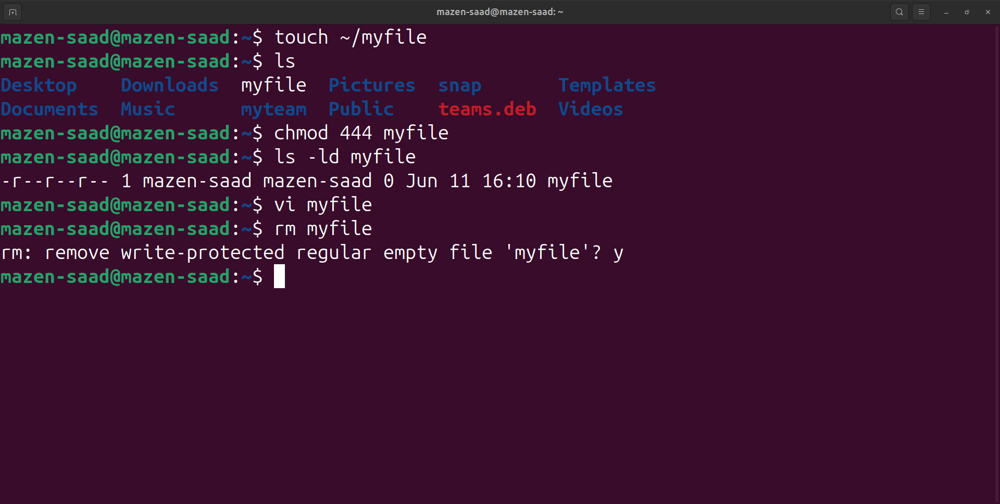 mazen-saad@mazen-saad: ~
mazen-saad@mazen-saad:~$ touch ~/myfile
mazen-saad@mazen-saad:~$ ls
Desktop    Downloads  myfile  Pictures  snap       Templates
Documents  Music      myteam  Public    teams.deb  Videos
mazen-saad@mazen-saad:~$ chmod 444 myfile
mazen-saad@mazen-saad:~$ ls -ld myfile
-r--r--r-- 1 mazen-saad mazen-saad 0 Jun 11 16:10 myfile
mazen-saad@mazen-saad:~$ vi myfile
mazen-saad@mazen-saad:~$ rm myfile
rm: remove write-protected regular empty file 'myfile'? y
mazen-saad@mazen-saad:~$